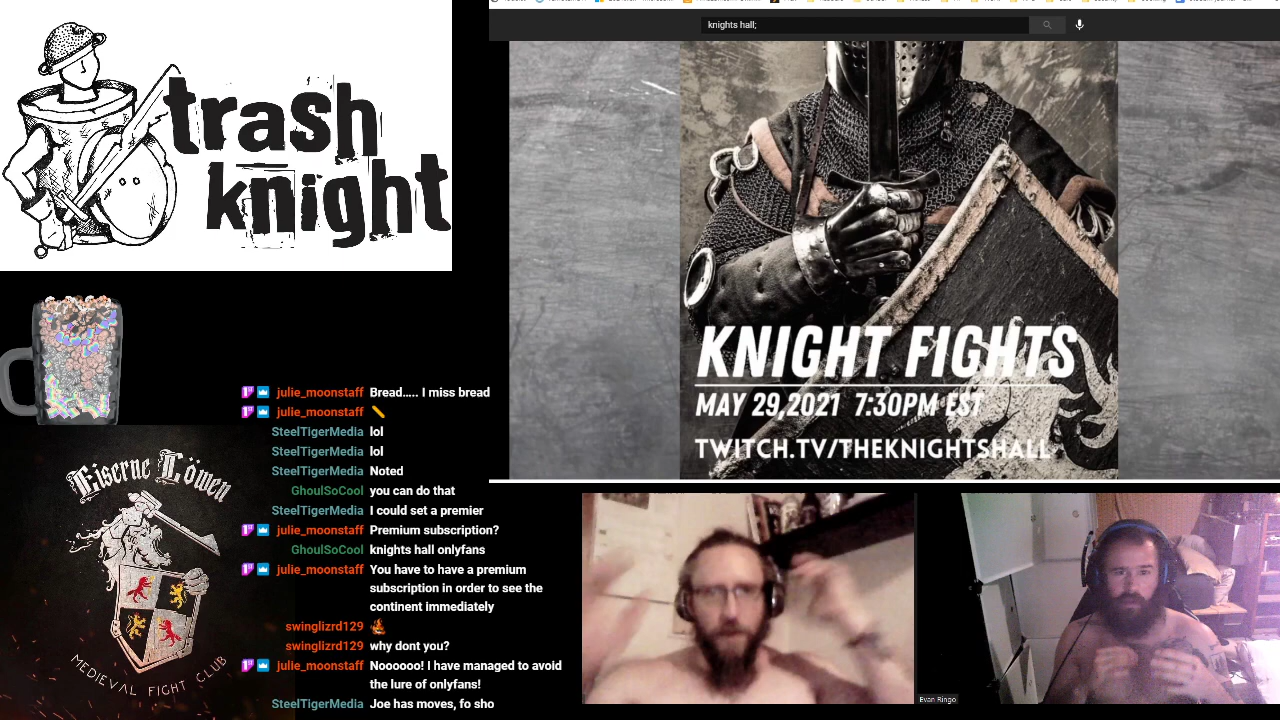 knights hall;
trash
knight
KNIGHT FIGHTS
MAY 29,2021 7:30PM EST
TWITCH.TV/THEKNIGHTSHALL
julie_moonstaff Bread..... I miss bread
julie_moonstaff
SteelTigerMedia lol
SteelTigerMedia lol
SteelTigerMedia Noted
GhoulSoCool you can do that
SteelTigerMedia I could set a premier
julie_moonstaff Premium subscription?
GhoulSoCool knights hall onlyfans
julie_moonstaff You have to have a premium
subscription in order to see the
continent immediately
swinglizrd129
swinglizrd129 why dont you?
julie_moonstaff Noooooo! I have managed to avoid
the lure of onlyfans!
SteelTigerMedia Joe has moves, fo sho
Eiserne Löwen
MEDIEVAL FIGHT CLUB
Evan Ringo